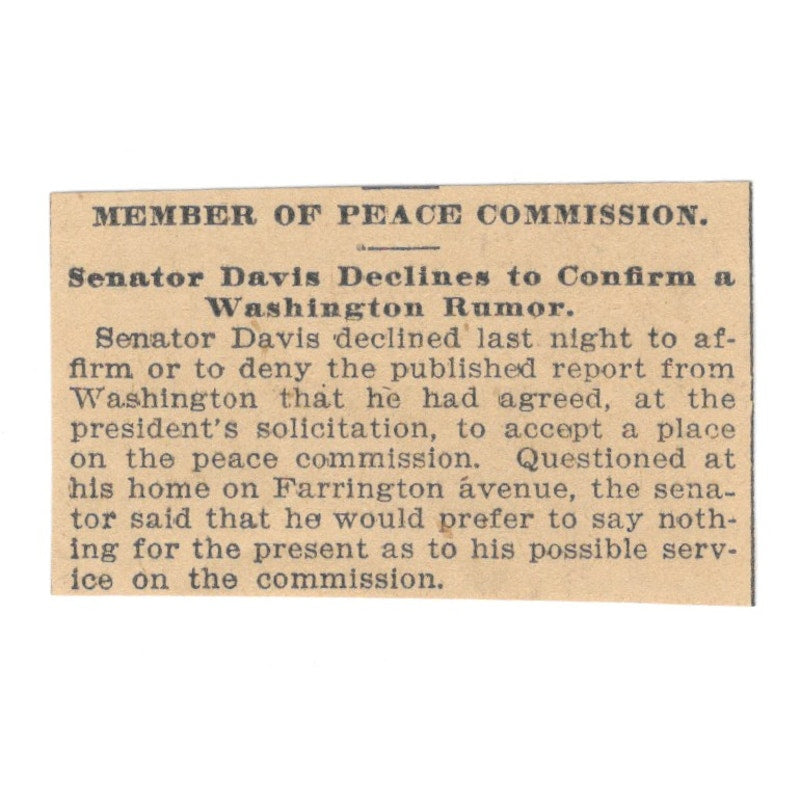 MEMBER OF PEACE COMMISSION.
Senator Davis Declines to Confirm a
Washington Rumor.
Senator Davis declined last night to af-
firm or to deny the published report from
Washington that he had agreed, at the
president's solicitation, to accept a place
on the peace commission. Questioned at
his home on Farrington avenue, the sena-
tor said that he would prefer to say noth-
ing for the present as to his possible serv-
ice on the commission.